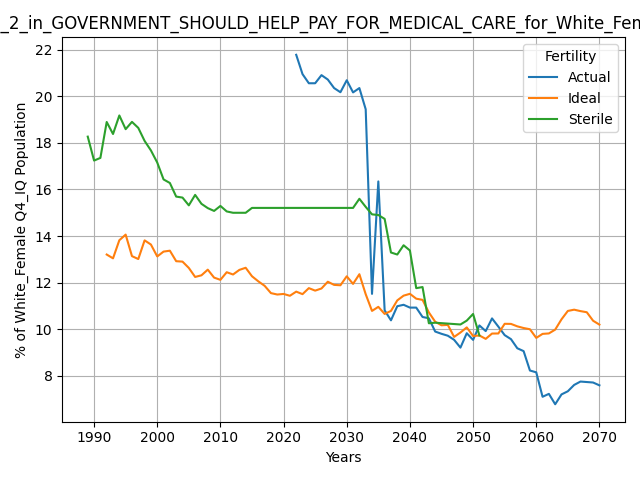 _2_in_GOVERNMENT_SHOULD_HELP_PAY_FOR_MEDICAL_CARE_for_White_Fem
Fertility
Actual
Ideal
Sterile
% of White_Female Q4_IQ Population
22
20
18
16
14
12
10
8
1990 2000 2010 2020 2030 2040 2050 2060 2070
Years